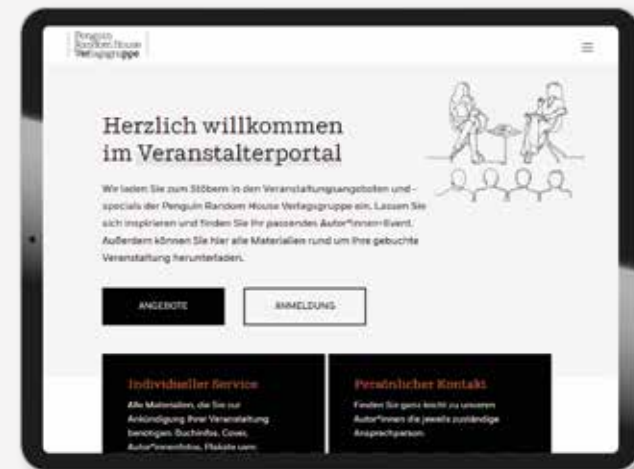 Penguin
Random House
Verlagsgruppe
Herzlich willkommen
im Veranstalterportal
Wir laden Sie zum Stöbern in den Veranstaltungsangeboten und -
specials der Penguin Random House Verlagsgruppe ein. Lassen Sie
sich inspirieren und finden Sie Ihr passendes Autor*innen-Event.
Außerdem können Sie hier alle Materialien rund um Ihre gebuchte
Veranstaltung herunterladen.
ANGEBOTE
ANMELDUNG
Individueller Service
Alle Materialien, die Sie zur
Ankündigung Ihrer Veranstaltung
benötigen: Buchinfos, Cover,
Autor*innenfotos, Plakate uvm.
Persönlicher Kontakt
Finden Sie ganz leicht zu unseren
Autor*innen die jeweils zuständige
Ansprechperson.